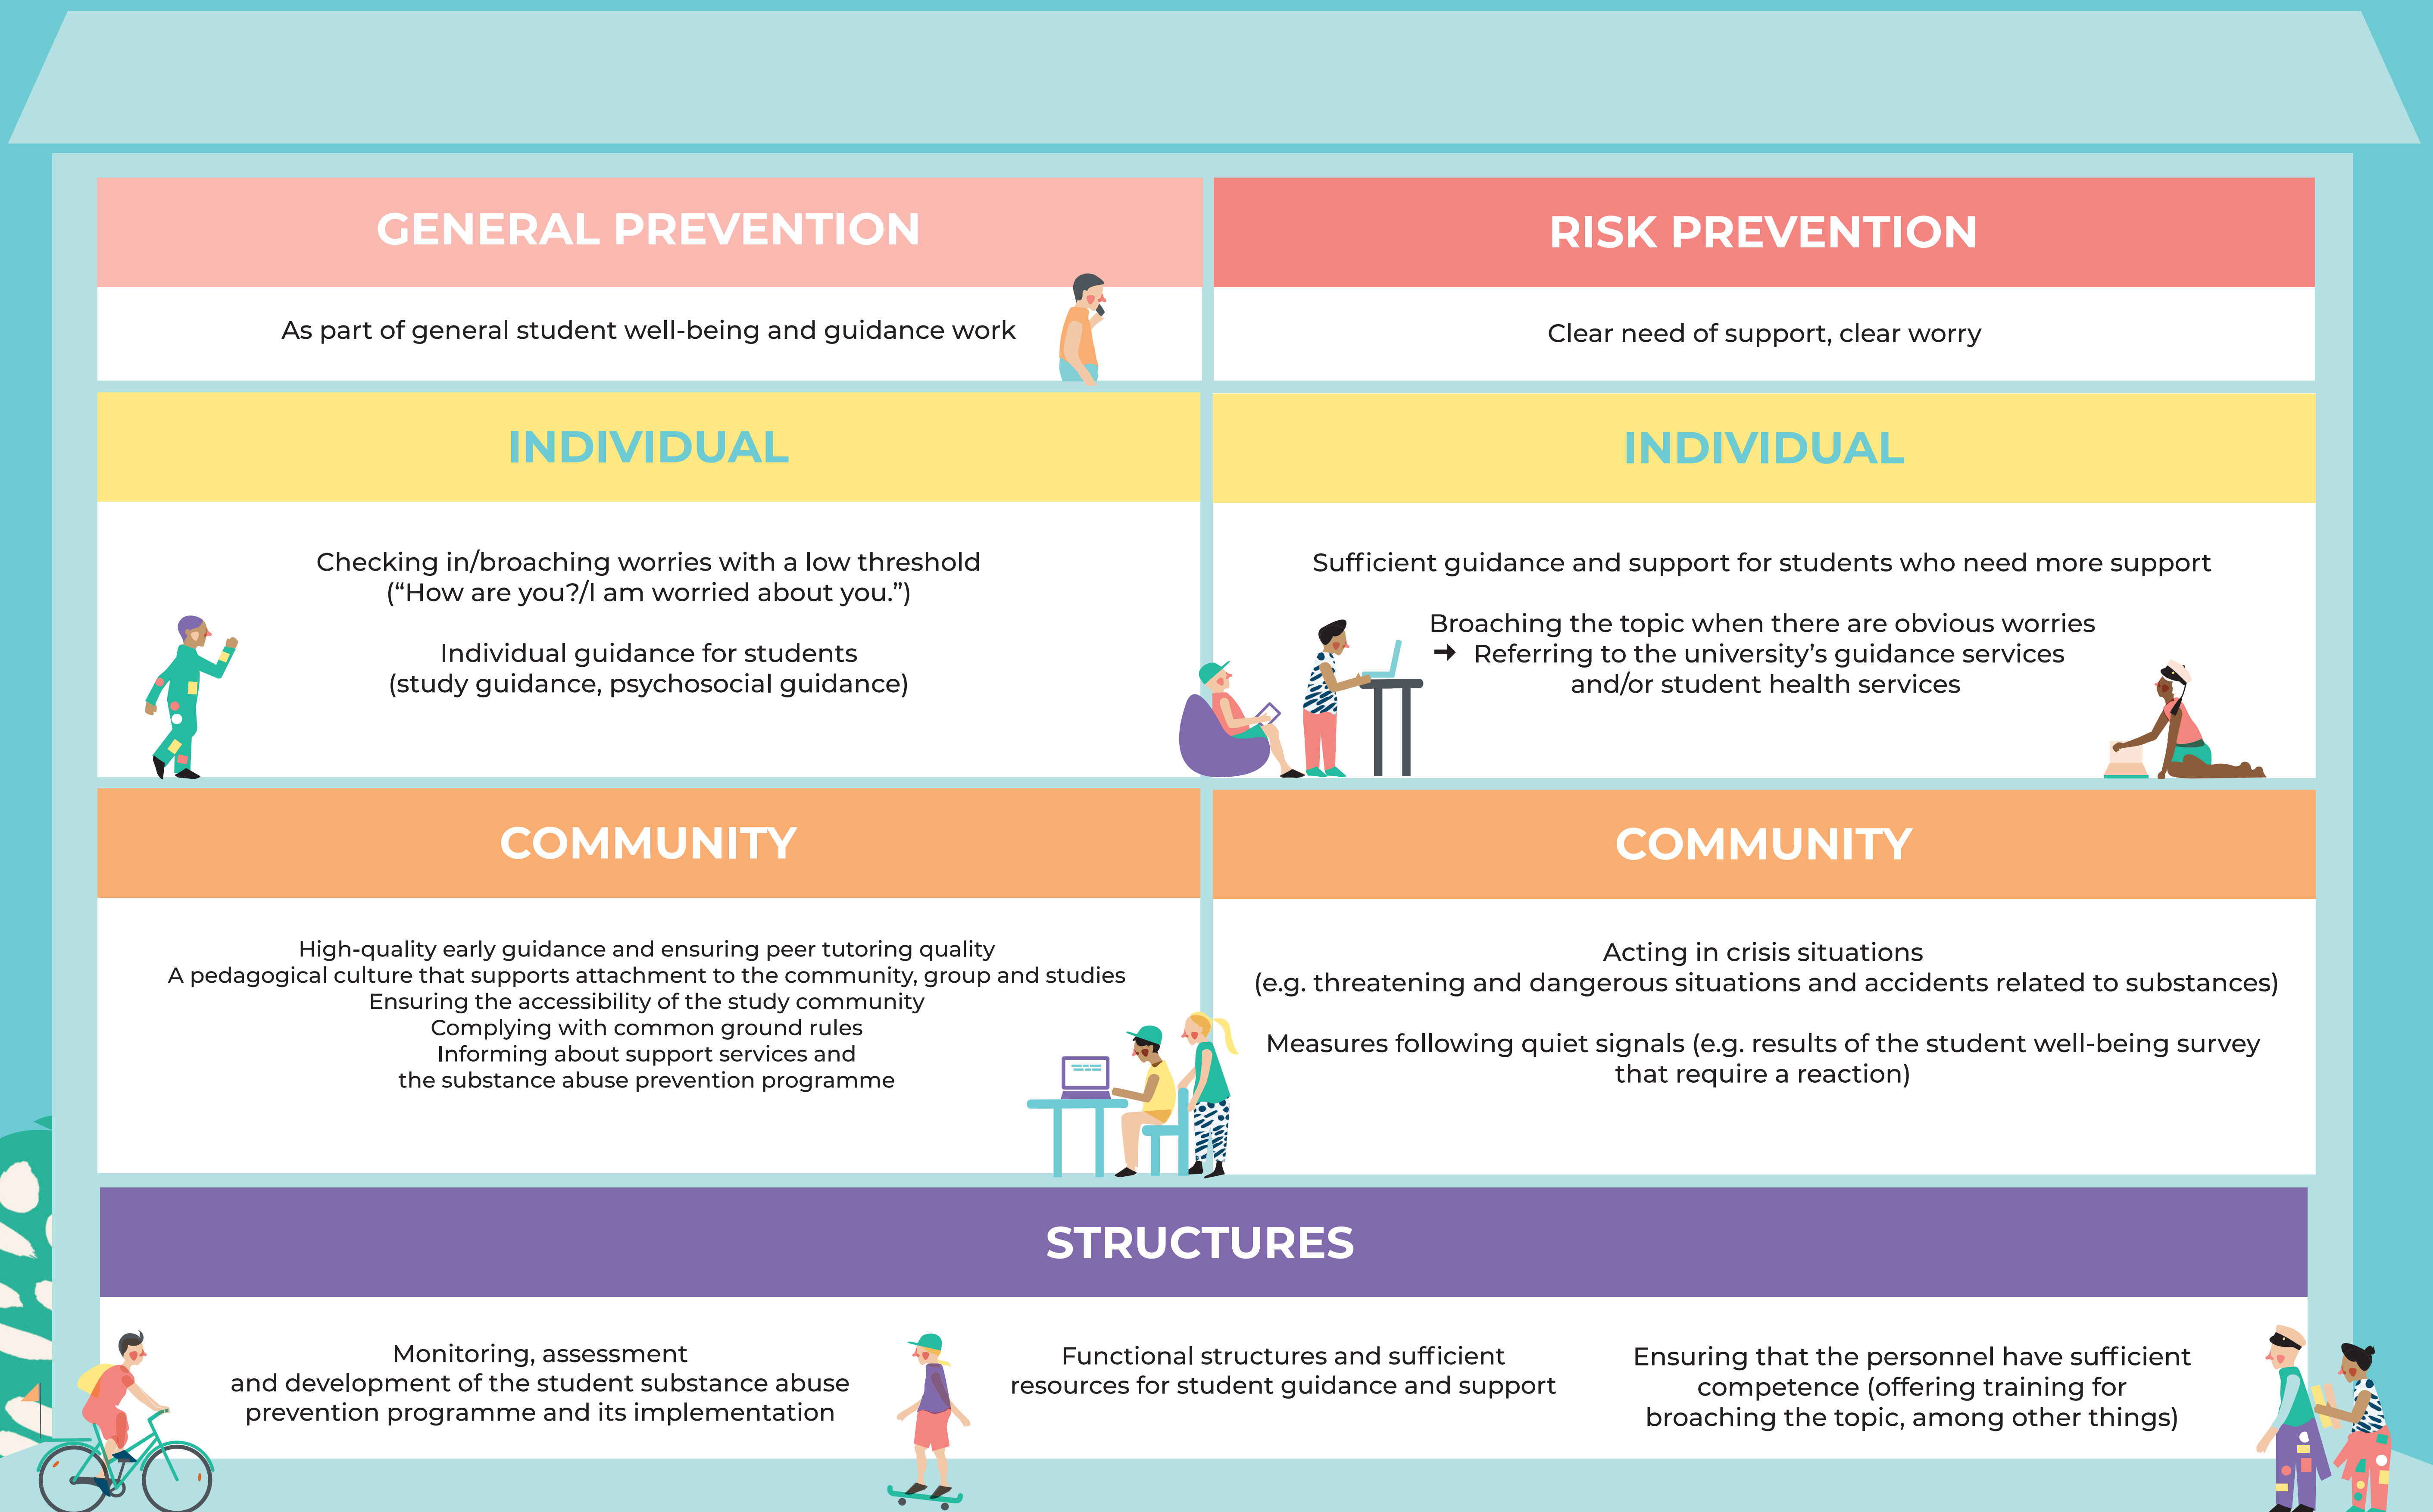 GENERAL PREVENTION
As part of general student well-being and guidance work
RISK PREVENTION
Clear need of support, clear worry
INDIVIDUAL
Checking in/broaching worries with a low threshold
(“How are you?/I am worried about you.”)
Individual guidance for students
(study guidance, psychosocial guidance)
INDIVIDUAL
Sufficient guidance and support for students who need more support
Broaching the topic when there are obvious worries
➔ Referring to the university’s guidance services
and/or student health services
COMMUNITY
High-quality early guidance and ensuring peer tutoring quality
A pedagogical culture that supports attachment to the community, group and studies
Ensuring the accessibility of the study community
Complying with common ground rules
Informing about support services and
the substance abuse prevention programme
COMMUNITY
Acting in crisis situations
(e.g. threatening and dangerous situations and accidents related to substances)
Measures following quiet signals (e.g. results of the student well-being survey
that require a reaction)
STRUCTURES
Monitoring, assessment
and development of the student substance abuse
prevention programme and its implementation
Functional structures and sufficient
resources for student guidance and support
Ensuring that the personnel have sufficient
competence (offering training for
broaching the topic, among other things)